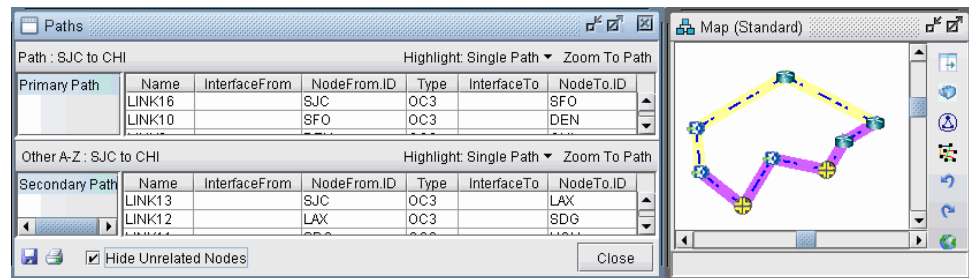 Paths
Path : SJC to CHI Highlight: Single Path Zoom To Path
Primary Path
Name InterfaceFrom NodeFrom.ID Type InterfaceTo NodeTo.ID
LINK16 SJC OC3 SFO
LINK10 SFO OC3 DEN
Other A-Z : SJC to CHI Highlight: Single Path Zoom To Path
Secondary Path
Name InterfaceFrom NodeFrom.ID Type InterfaceTo NodeTo.ID
LINK13 SJC OC3 LAX
LINK12 LAX OC3 SDG
Hide Unrelated Nodes
Close
Map (Standard)